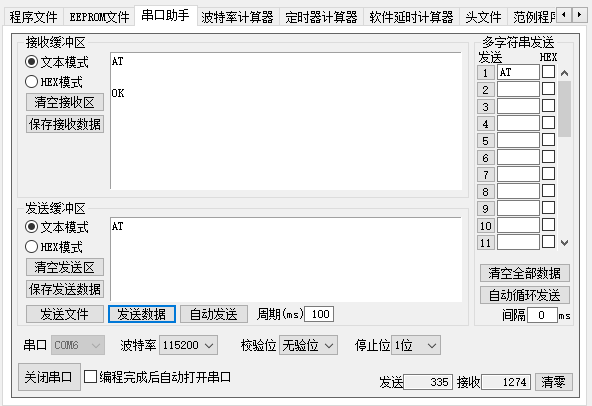 程序文件 EEPROM文件 串口助手 波特率计算器 定时器计算器 软件延时计算器 头文件 范例程序
接收缓冲区
文本模式
HEX模式
清空接收区
保存接收数据
AT
OK
多字符串发送
发送 HEX
1 AT
2
3
4
5
6
7
8
9
10
11
清空全部数据
自动循环发送
间隔 0 ms
发送缓冲区
文本模式
HEX模式
清空发送区
保存发送数据
AT
发送文件 发送数据 自动发送 周期(ms) 100
串口 COM6 波特率 115200 校验位 无验位 停止位 1位
关闭串口 编程完成后自动打开串口 发送 335 接收 1274 清零